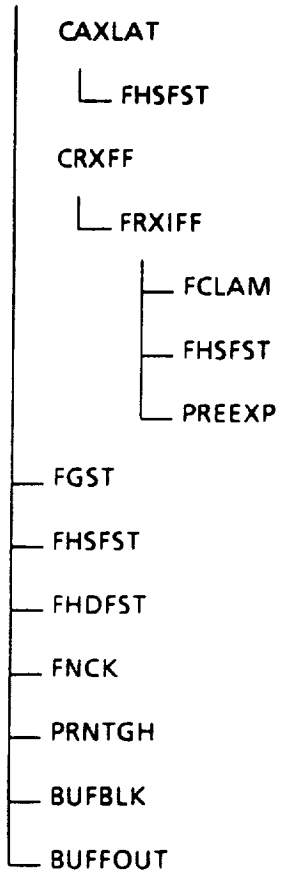 CAXLAT
FHSFST
CRXFF
FRXIFF
FCLAM
FHSFST
PREEXP
FGST
FHSFST
FHDFST
FNCK
PRNTGH
BUFBLK
BUFFOUT